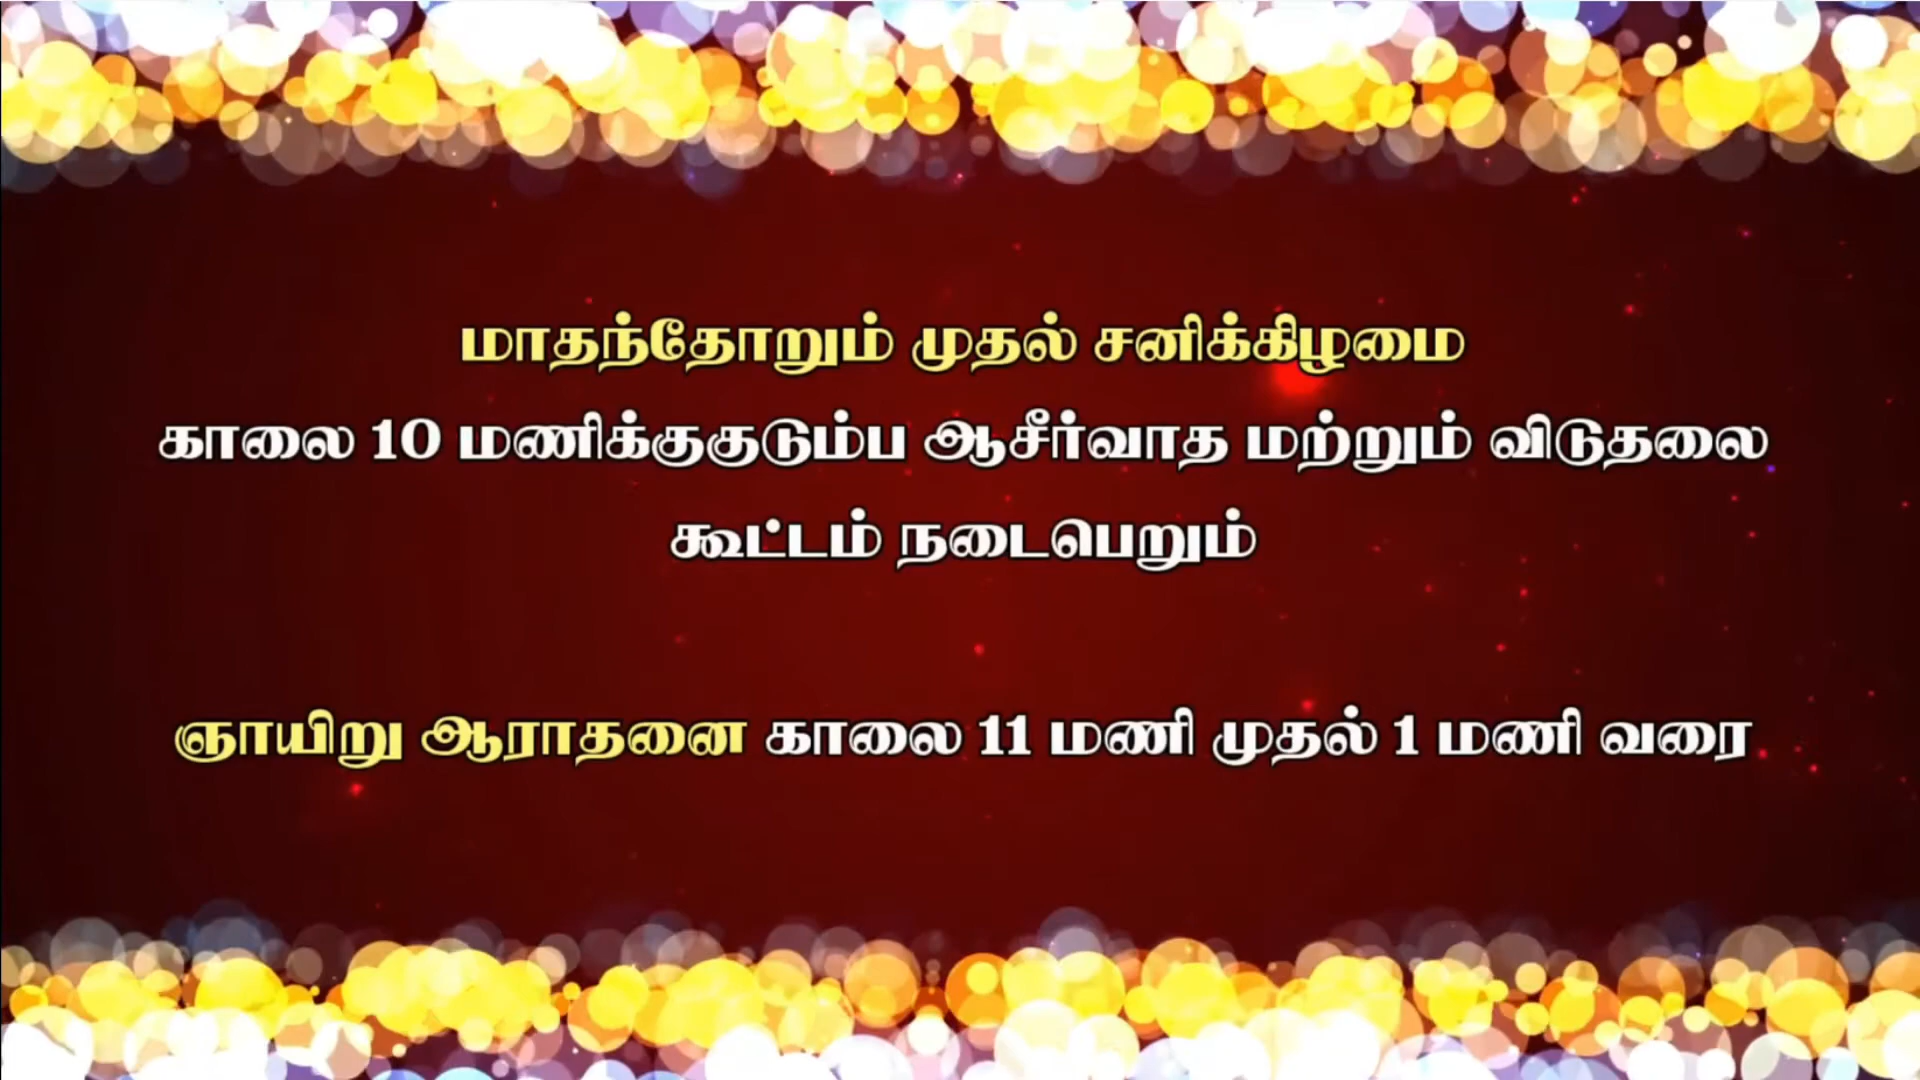 மாதந்தோறும் முதல் சனிக்கிழமை
காலை 10 மணிக்குகுடும்ப ஆசீர்வாத மற்றும் விடுதலை
கூட்டம் நடைபெறும்
ஞாயிறு ஆராதனை காலை 11 மணி முதல் 1 மணி வரை